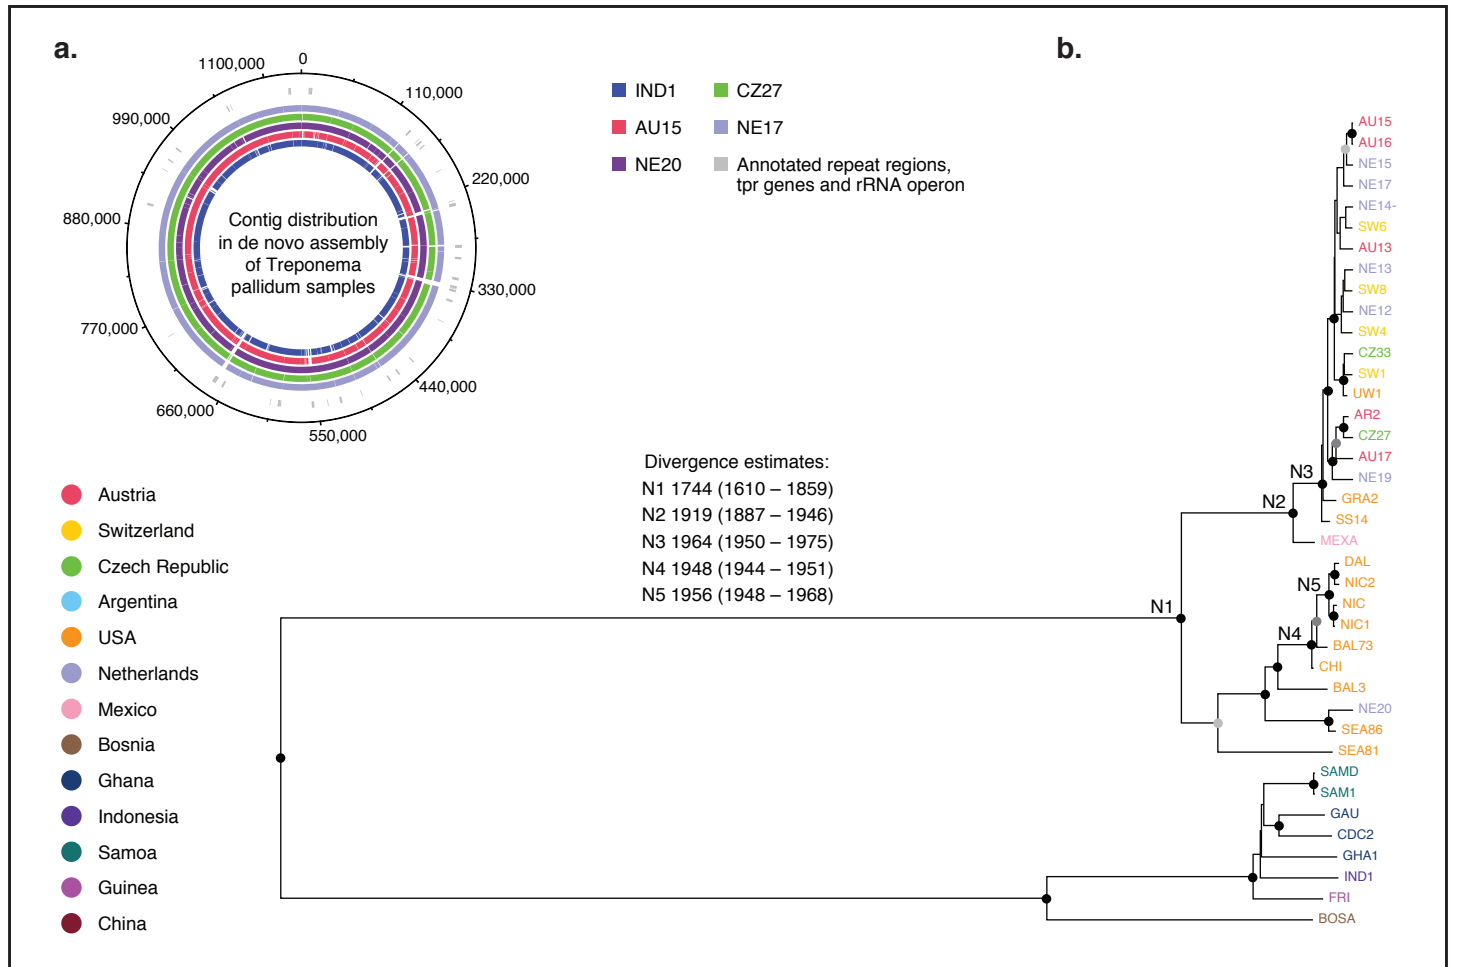 a.
b.
0
110,000
220,000
330,000
440,000
550,000
660,000
770,000
880,000
990,000
1100,000
Contig distribution
in de novo assembly
of Treponema
pallidum samples
IND1
CZ27
AU15
NE17
NE20
Annotated repeat regions,
tpr genes and rRNA operon
Austria
Switzerland
Czech Republic
Argentina
USA
Netherlands
Mexico
Bosnia
Ghana
Indonesia
Samoa
Guinea
China
Divergence estimates:
N1 1744 (1610 – 1859)
N2 1919 (1887 – 1946)
N3 1964 (1950 – 1975)
N4 1948 (1944 – 1951)
N5 1956 (1948 – 1968)
N1
N2
N3
N4
N5
AU15
AU16
NE15
NE17
NE14-
SW6
AU13
NE13
SW8
NE12
SW4
CZ33
SW1
UW1
AR2
CZ27
AU17
NE19
GRA2
SS14
MEXA
DAL
NIC2
NIC
NIC1
BAL73
CHI
BAL3
NE20
SEA86
SEA81
SAMD
SAM1
GAU
CDC2
GHA1
IND1
FRI
BOSA